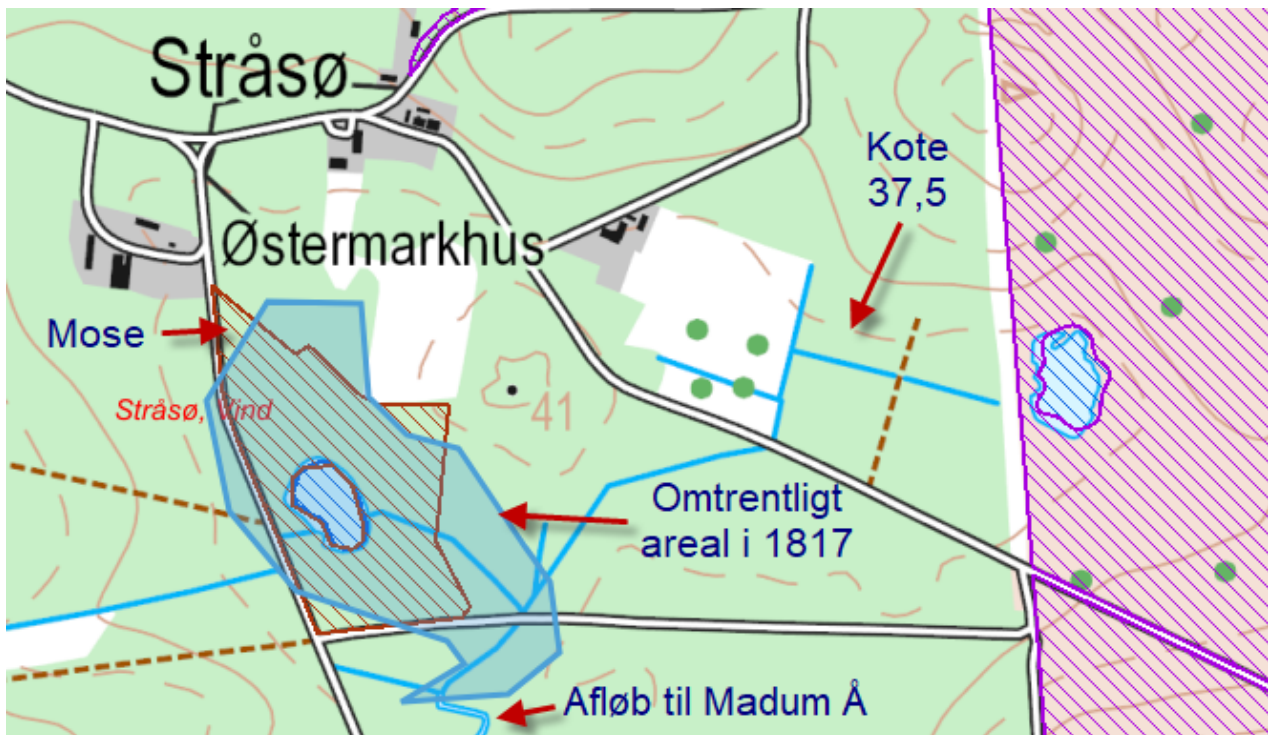 Stråsø
Kote
37,5
Østermarkhus
Mose
Stråsø, Vind
41
Omtrentligt
areal i 1817
Afløb til Madum Å